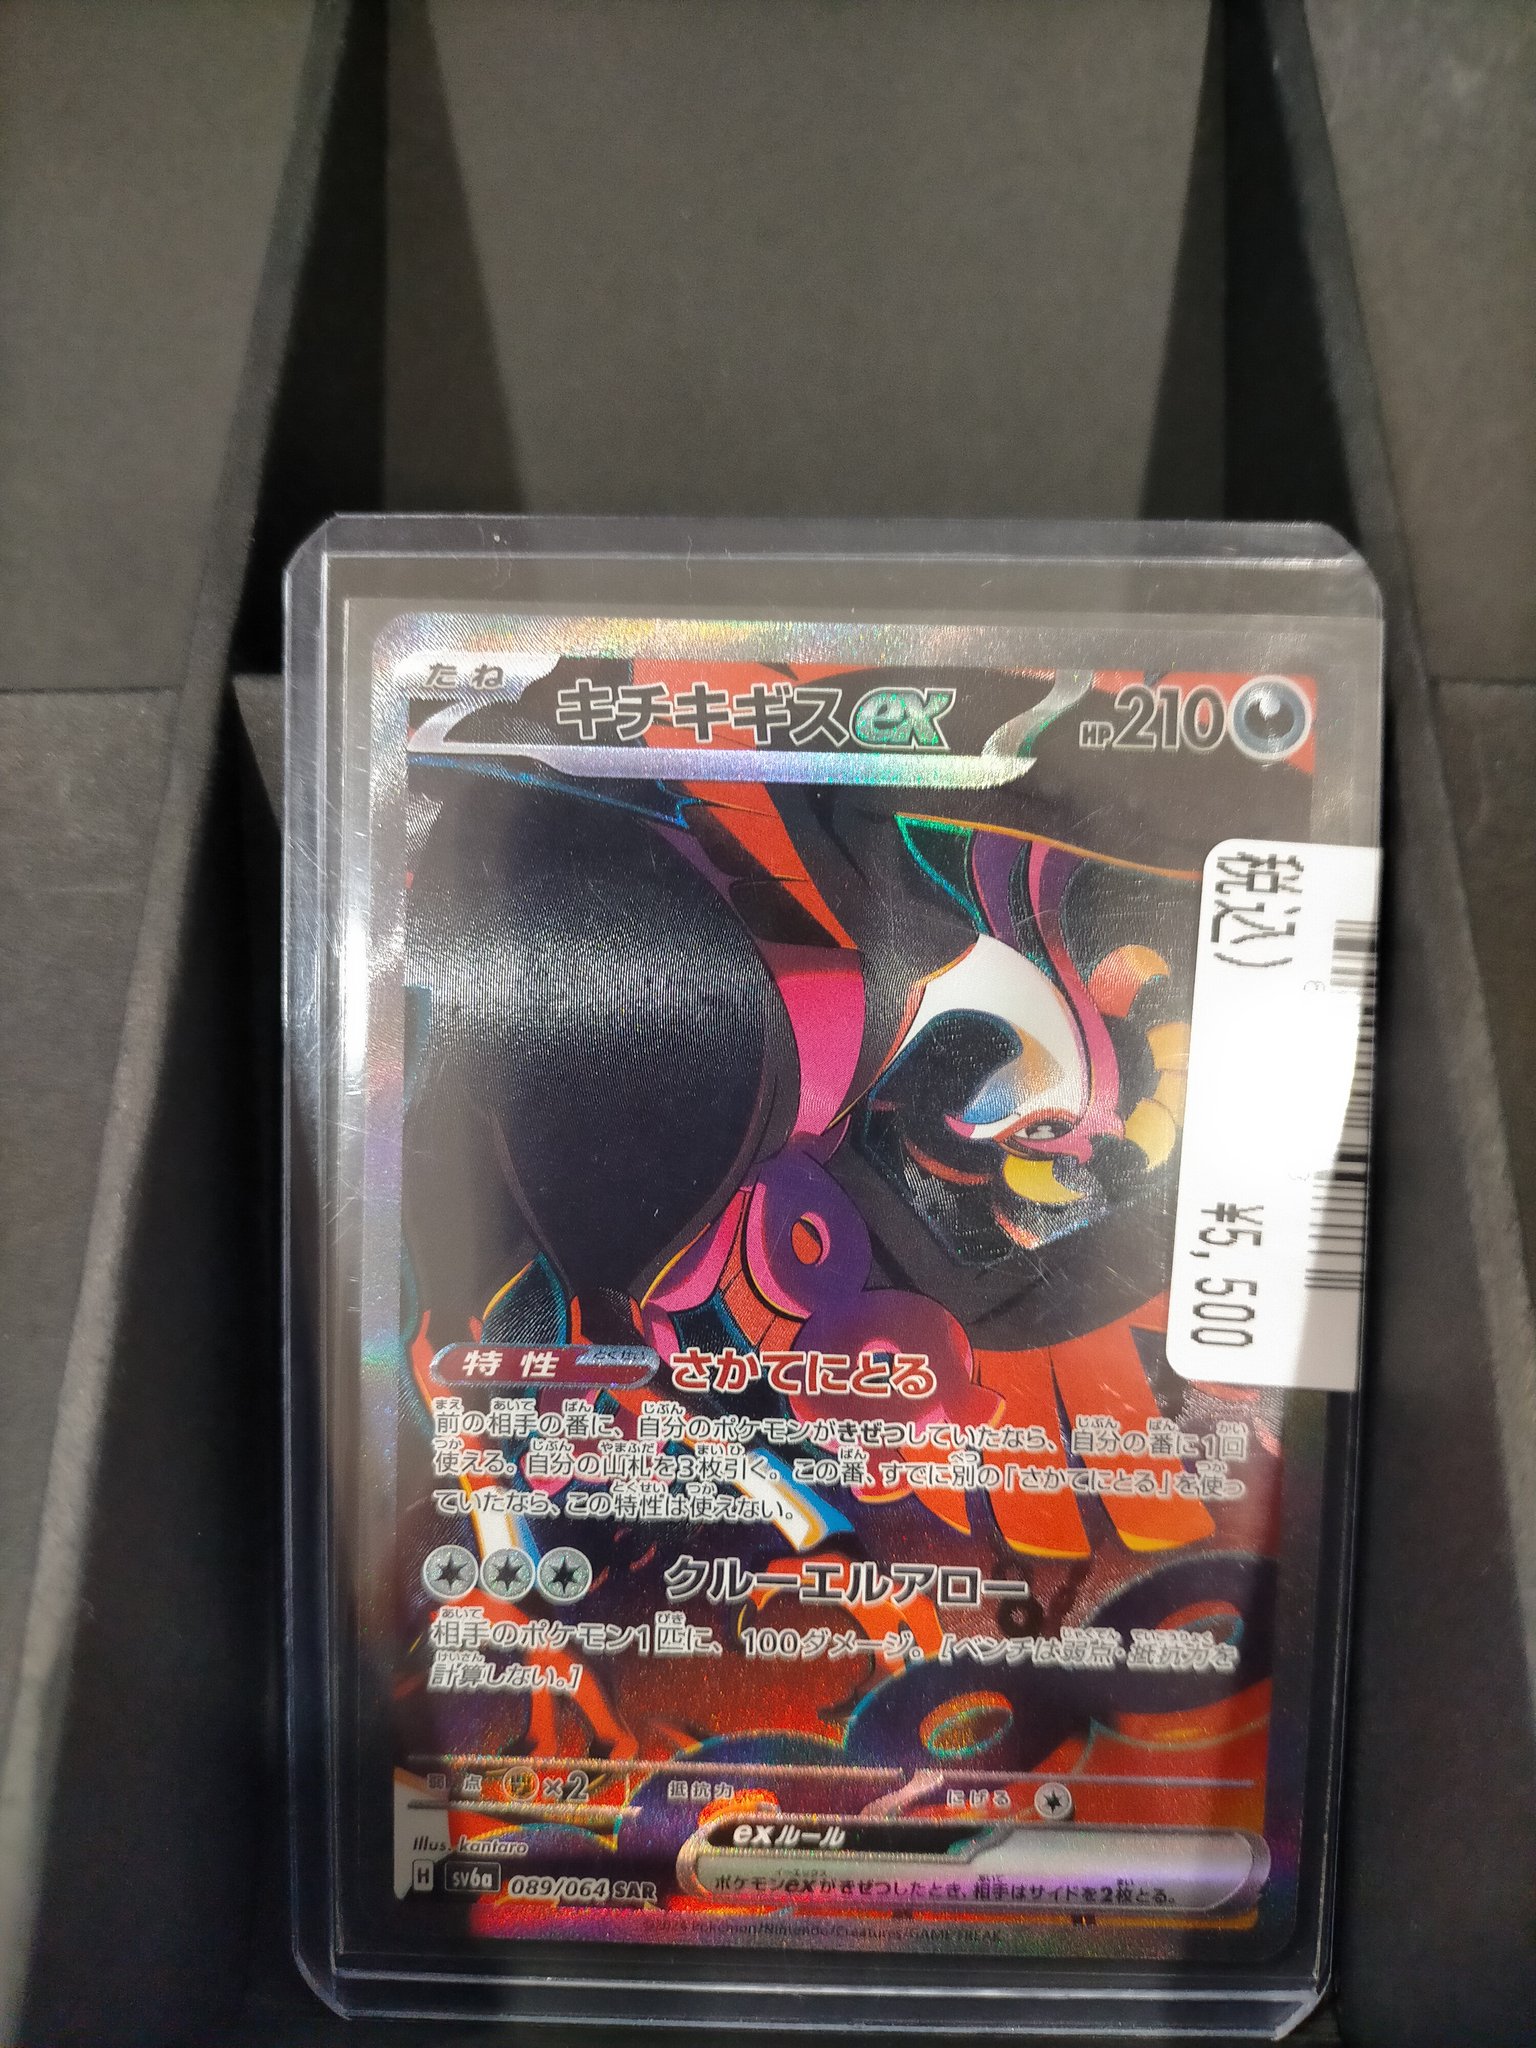 たね
キチキギスex
HP210
税込)
¥5,500
特性 さかてにとる
前の相手の番に、自分のポケモンがきぜつしていたなら、自分の番に1回
使える。自分の山札を3枚引く。この番、すでに別の「さかてにとる」を使っ
ていたなら、この特性は使えない。
クルーエルアロー
相手のポケモン1匹に、100ダメージ。[ベンチは弱点・抵抗力を
計算しない。]
弱点 ×2 抵抗力 にげる
Illus. kantaro
exルール
ポケモンexがきぜつしたとき、相手はサイドを2枚とる。
H sv6a 089/064 SAR
©2024 Pokémon/Nintendo/Creatures/GAME FREAK